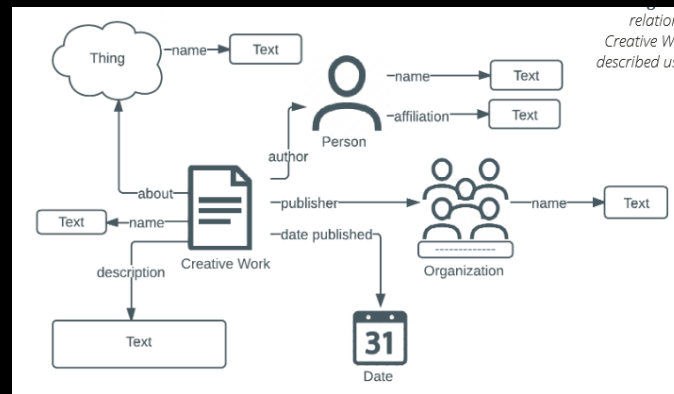 relation
Creative W
described us
Thing
name
Text
name
Text
affiliation
Text
Person
author
about
publisher
name
Text
Text
name
date published
Creative Work
Organization
description
Text
31
Date